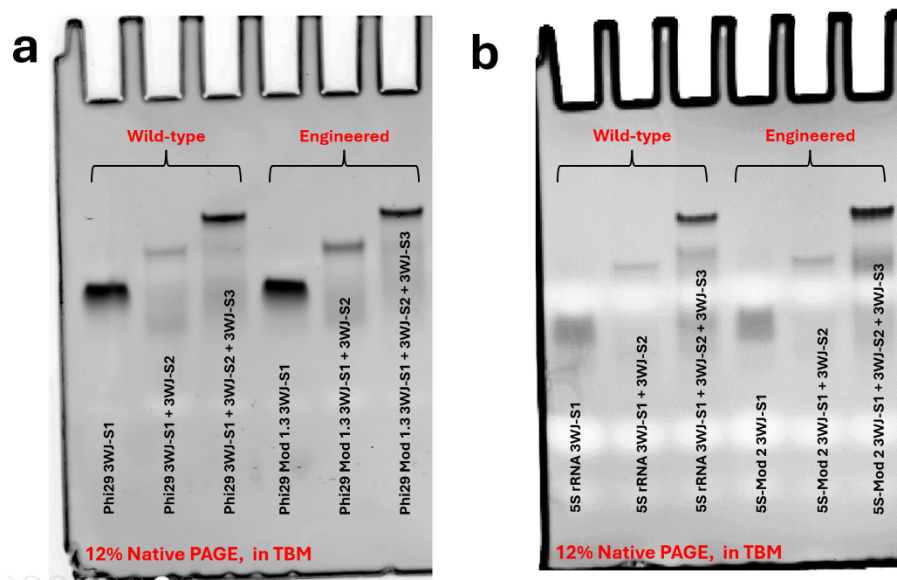 a
Wild-type
Engineered
Phi29 3WJ-S1
Phi29 3WJ-S1 + 3WJ-S2
Phi29 3WJ-S1 + 3WJ-S2 + 3WJ-S3
Phi29 Mod 1.3 3WJ-S1
Phi29 Mod 1.3 3WJ-S1 + 3WJ-S2
Phi29 Mod 1.3 3WJ-S1 + 3WJ-S2 + 3WJ-S3
12% Native PAGE, in TBM
b
Wild-type
Engineered
5S rRNA 3WJ-S1
5S rRNA 3WJ-S1 + 3WJ-S2
5S rRNA 3WJ-S1 + 3WJ-S2 + 3WJ-S3
5S-Mod 2 3WJ-S1
5S-Mod 2 3WJ-S1 + 3WJ-S2
5S-Mod 2 3WJ-S1 + 3WJ-S2 + 3WJ-S3
12% Native PAGE, in TBM